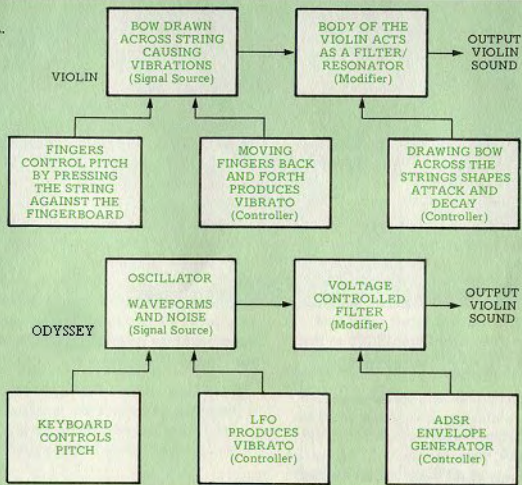 BOW DRAWN
ACROSS STRING
CAUSING
VIBRATIONS
(Signal Source)
BODY OF THE
VIOLIN ACTS
AS A FILTER/
RESONATOR
(Modifier)
OUTPUT
VIOLIN
SOUND
VIOLIN
FINGERS
CONTROL PITCH
BY PRESSING
THE STRING
AGAINST THE
FINGERBOARD
MOVING
FINGERS BACK
AND FORTH
PRODUCES
VIBRATO
(Controller)
DRAWING BOW
ACROSS THE
STRINGS SHAPES
ATTACK AND
DECAY
(Controller)
OSCILLATOR
WAVEFORMS
AND NOISE
(Signal Source)
VOLTAGE
CONTROLLED
FILTER
(Modifier)
OUTPUT
VIOLIN
SOUND
ODYSSEY
KEYBOARD
CONTROLS
PITCH
LFO
PRODUCES
VIBRATO
(Controller)
ADSR
ENVELOPE
GENERATOR
(Controller)